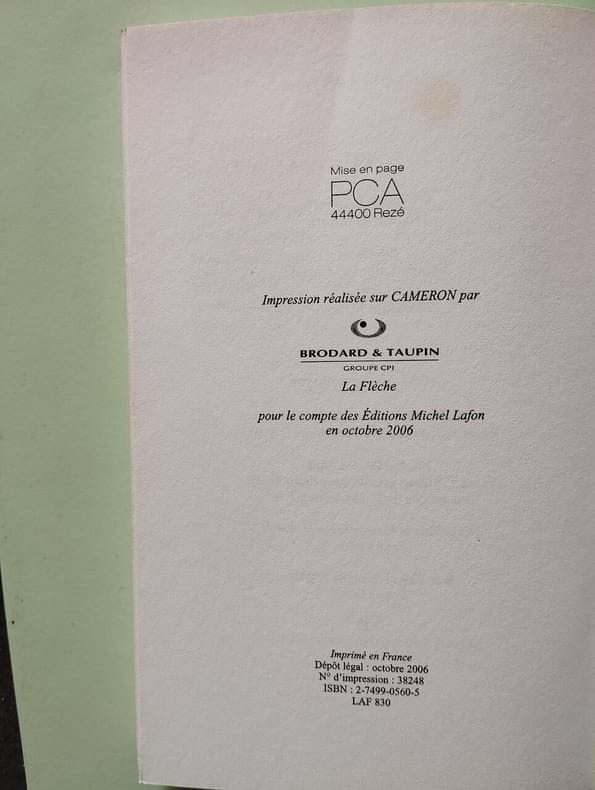 Mise en page
PCA
44400 Rezé
Impression réalisée sur CAMERON par
BRODARD & TAUPIN
GROUPE CPI
La Flèche
pour le compte des Éditions Michel Lafon
en octobre 2006
Imprimé en France
Dépôt légal : octobre 2006
N° d'impression : 38248
ISBN : 2-7499-0560-5
LAF 830